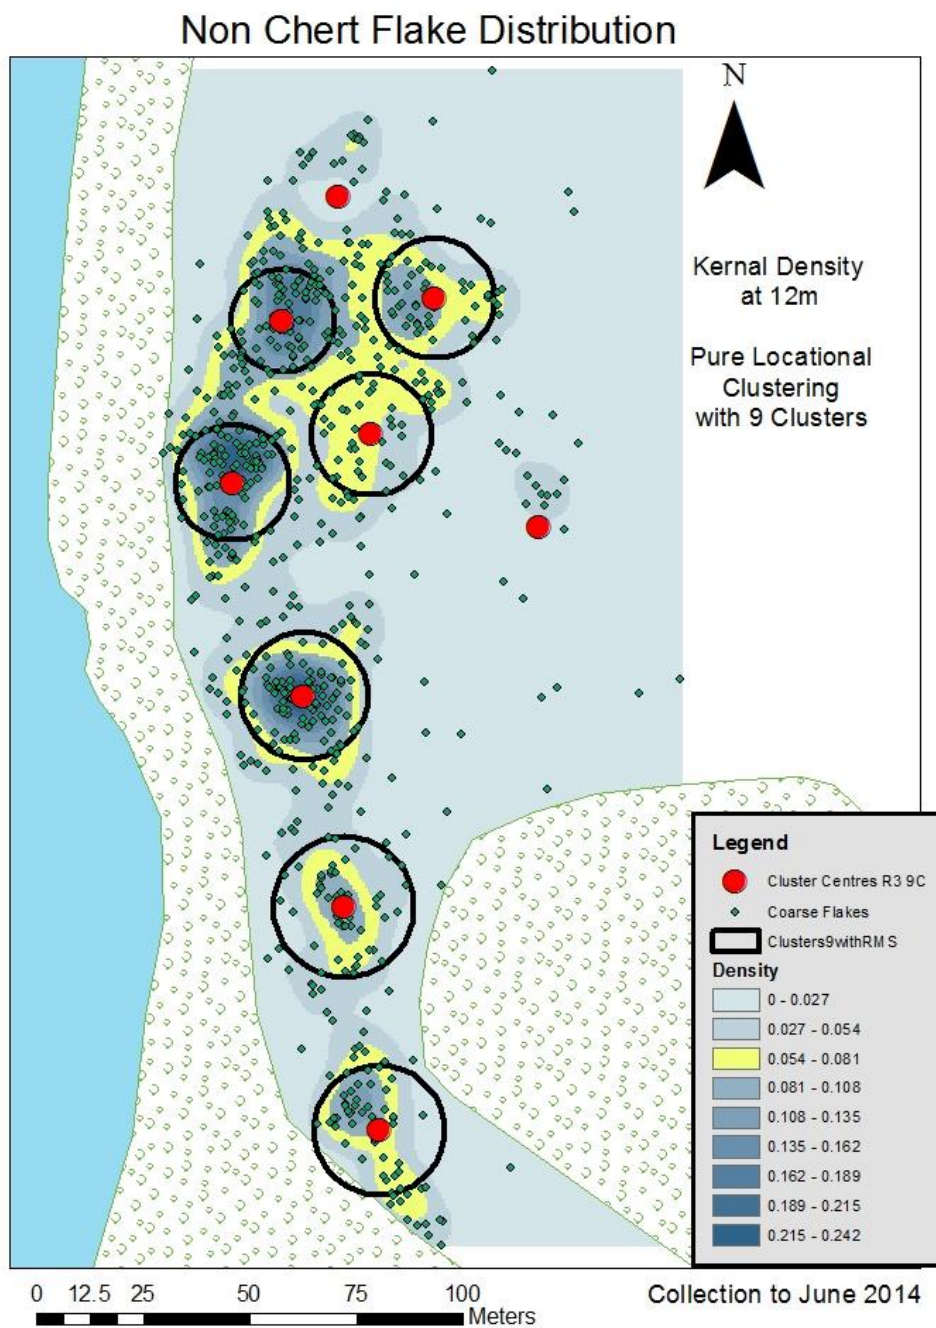 Non Chert Flake Distribution
N
Kernal Density
at 12m
Pure Locational
Clustering
with 9 Clusters
Legend
Cluster Centres R3 9C
Coarse Flakes
Clusters9withRMS
Density
0 - 0.027
0.027 - 0.054
0.054 - 0.081
0.081 - 0.108
0.108 - 0.135
0.135 - 0.162
0.162 - 0.189
0.189 - 0.215
0.215 - 0.242
0 12.5 25 50 75 100
Meters
Collection to June 2014